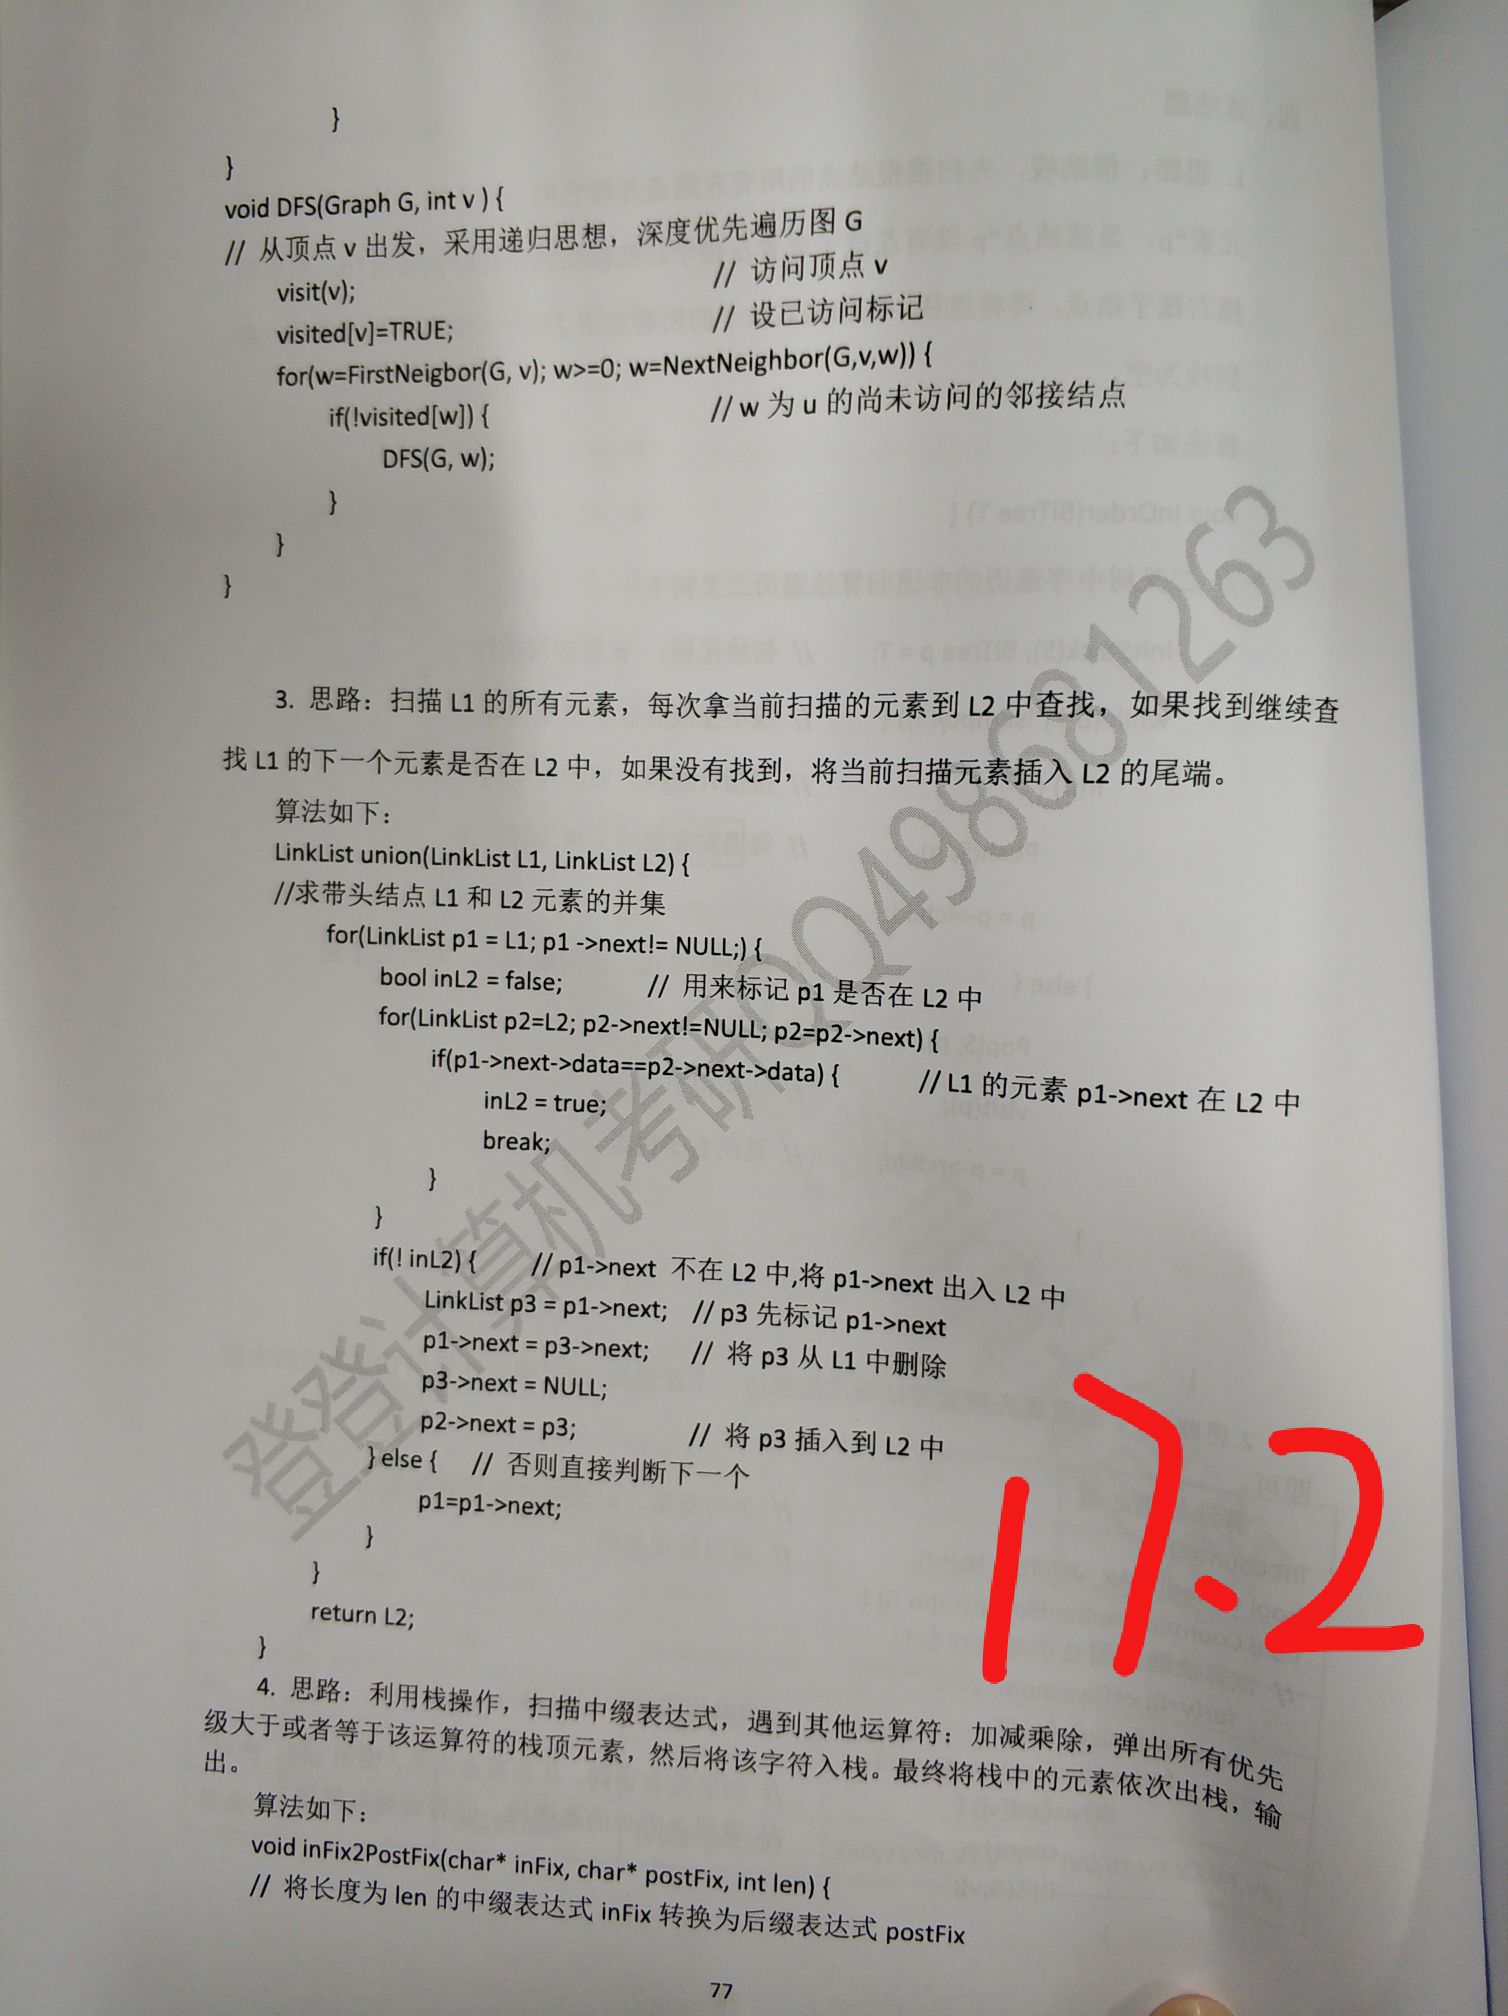 }
}
void DFS(Graph G, int v ) {
// 从顶点 v 出发，采用递归思想，深度优先遍历图 G
visit(v); // 访问顶点 v
visited[v]=TRUE; // 设已访问标记
for(w=FirstNeigbor(G, v); w>=0; w=NextNeighbor(G,v,w)) {
if(!visited[w]) { // w 为 u 的尚未访问的邻接结点
DFS(G, w);
}
}
}
3. 思路：扫描 L1 的所有元素，每次拿当前扫描的元素到 L2 中查找，如果找到继续查
找 L1 的下一个元素是否在 L2 中，如果没有找到，将当前扫描元素插入 L2 的尾端。
算法如下：
LinkList union(LinkList L1, LinkList L2) {
//求带头结点 L1 和 L2 元素的并集
for(LinkList p1 = L1; p1 ->next!= NULL;) {
bool inL2 = false; // 用来标记 p1 是否在 L2 中
for(LinkList p2=L2; p2->next!=NULL; p2=p2->next) {
if(p1->next->data==p2->next->data) { // L1 的元素 p1->next 在 L2 中
inL2 = true;
break;
}
}
if(! inL2) { // p1->next 不在 L2 中,将 p1->next 出入 L2 中
LinkList p3 = p1->next; // p3 先标记 p1->next
p1->next = p3->next; // 将 p3 从 L1 中删除
p3->next = NULL;
p2->next = p3; // 将 p3 插入到 L2 中
} else { // 否则直接判断下一个
p1=p1->next;
}
}
return L2;
}
4. 思路：利用栈操作，扫描中缀表达式，遇到其他运算符：加减乘除，弹出所有优先
级大于或者等于该运算符的栈顶元素，然后将该字符入栈。最终将栈中的元素依次出栈，输
出。
算法如下：
void inFix2PostFix(char* inFix, char* postFix, int len) {
// 将长度为 len 的中缀表达式 inFix 转换为后缀表达式 postFix
77
登登计算机考研QQ498681263
17.2